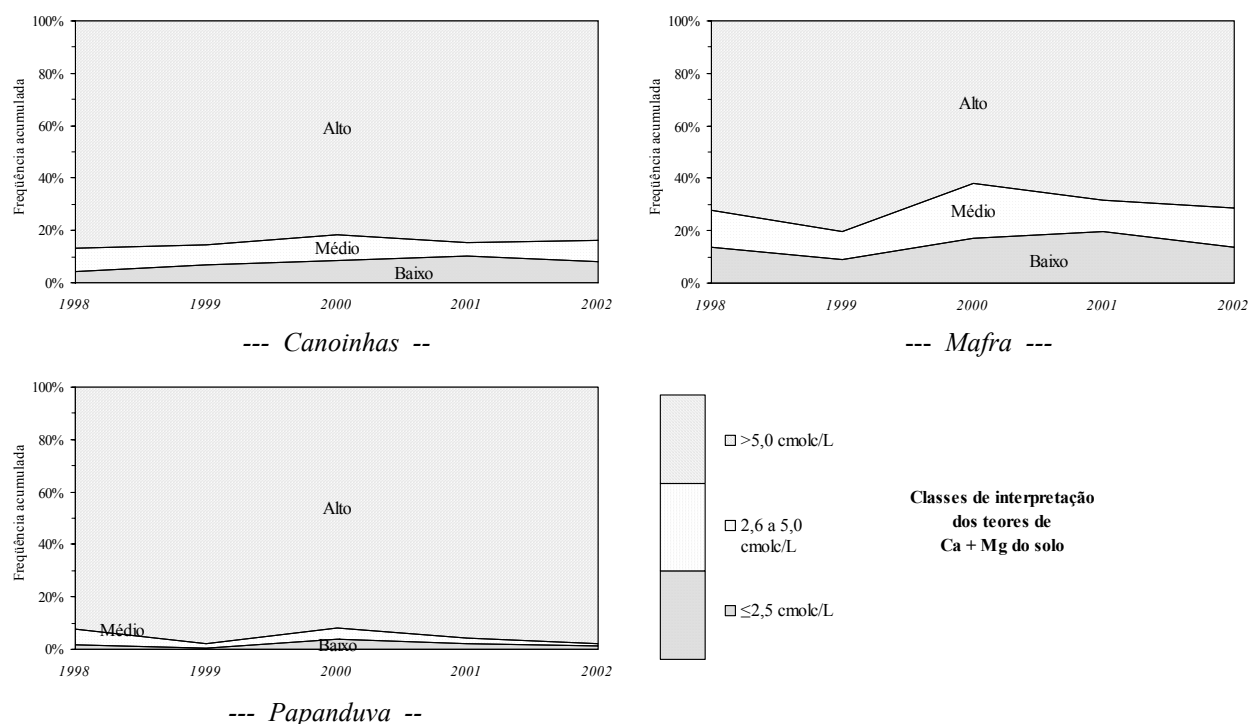 100%
80%
60%
40%
20%
0%
Freqüência acumulada
Alto
Médio
Baixo
1998 1999 2000 2001 2002
--- Canoinhas --
100%
80%
60%
40%
20%
0%
Freqüência acumulada
Alto
Médio
Baixo
1998 1999 2000 2001 2002
--- Mafra ---
100%
80%
60%
40%
20%
0%
Freqüência acumulada
Alto
Médio
Baixo
1998 1999 2000 2001 2002
--- Papanduva --
>5,0 cmolc/L
2,6 a 5,0
cmolc/L
≤2,5 cmolc/L
Classes de interpretação
dos teores de
Ca + Mg do solo